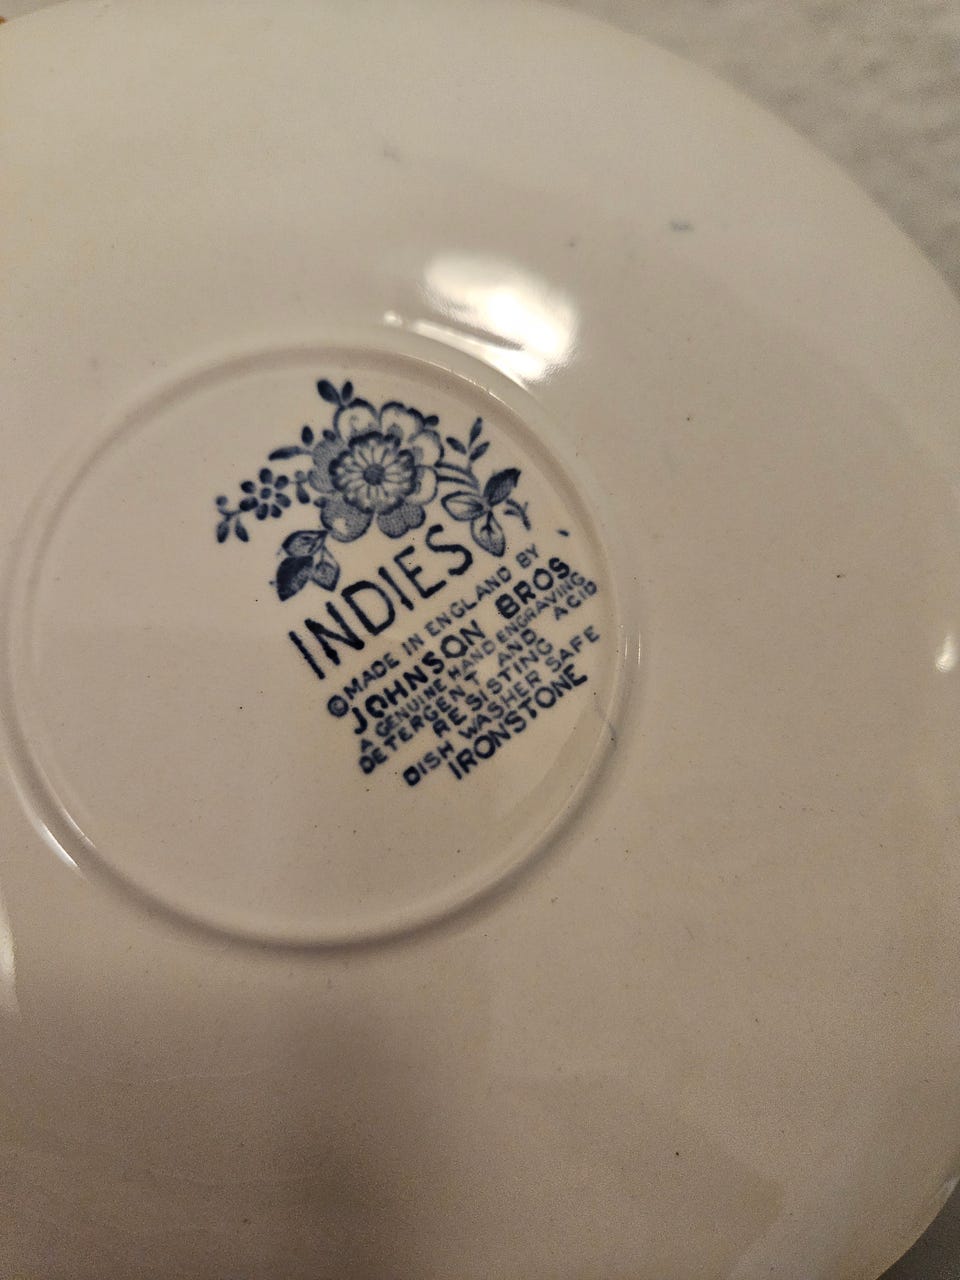 INDIES
©MADE IN ENGLAND BY
JOHNSON BROS
A GENUINE HAND ENGRAVING
DETERGENT AND ACID
RESISTING
DISH WASHER SAFE
IRONSTONE